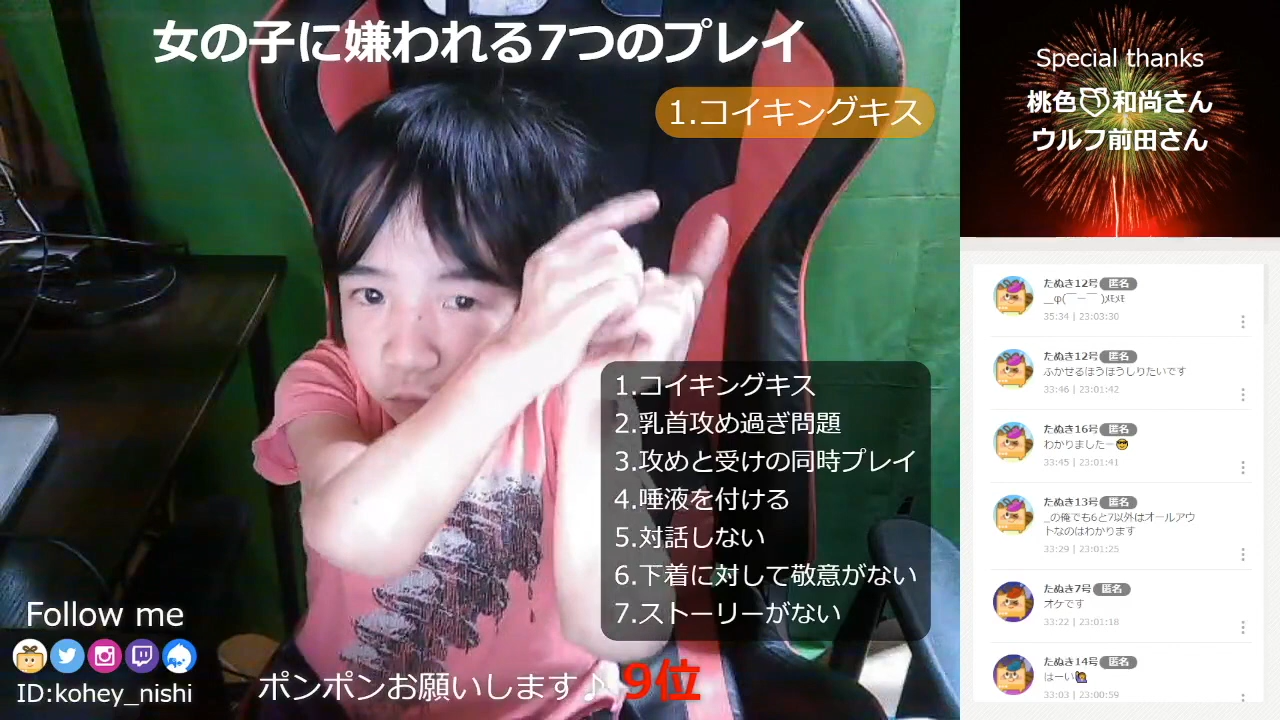 女の子に嫌われる7つのプレイ
1.コイキングキス
1.コイキングキス
2.乳首攻め過ぎ問題
3.攻めと受けの同時プレイ
4.唾液を付ける
5.対話しない
6.下着に対して敬意がない
7.ストーリーがない
Follow me
ID:kohey_nishi
ポンポンお願いします♪ 9位
Special thanks
桃色🍑和尚さん
ウルフ前田さん
たぬき12号 匿名
__φ(￣ー￣ )ﾒﾓﾒﾓ
35:34 | 23:03:30
たぬき12号 匿名
ふかせるほうほうしりたいです
33:46 | 23:01:42
たぬき16号 匿名
わかりましたー😎
33:45 | 23:01:41
たぬき13号 匿名
_の俺でも6と7以外はオールアウ
トなのはわかります
33:29 | 23:01:25
たぬき7号 匿名
オケです
33:22 | 23:01:18
たぬき14号 匿名
はーい🙋
33:03 | 23:00:59